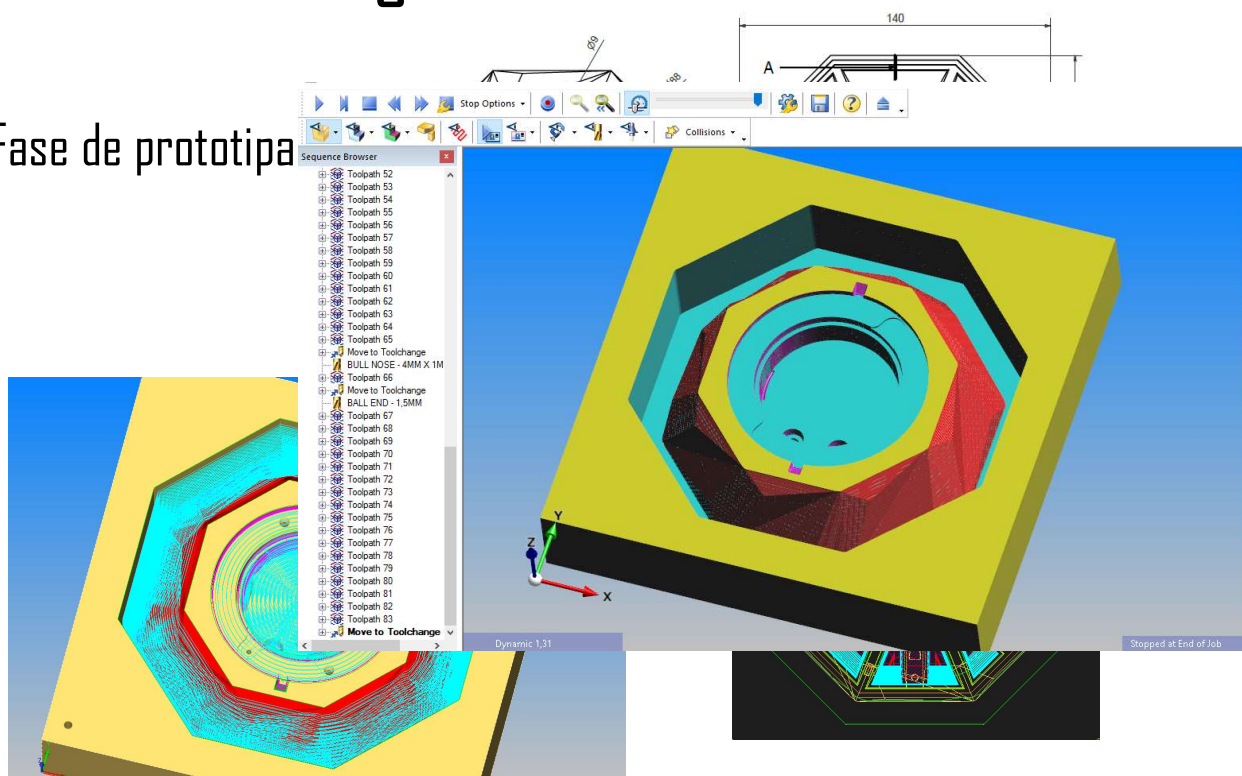 140
Ø9
A
88
Fase de prototipa
Stop Options
Collisions
Sequence Browser
Toolpath 52
Toolpath 53
Toolpath 54
Toolpath 55
Toolpath 56
Toolpath 57
Toolpath 58
Toolpath 59
Toolpath 60
Toolpath 61
Toolpath 62
Toolpath 63
Toolpath 64
Toolpath 65
Move to Toolchange
BULL NOSE - 4MM X 1M
Toolpath 66
Move to Toolchange
BALL END - 1,5MM
Toolpath 67
Toolpath 68
Toolpath 69
Toolpath 70
Toolpath 71
Toolpath 72
Toolpath 73
Toolpath 74
Toolpath 75
Toolpath 76
Toolpath 77
Toolpath 78
Toolpath 79
Toolpath 80
Toolpath 81
Toolpath 82
Toolpath 83
Move to Toolchange
Y
Z
X
Dynamic 1,31
Stopped at End of Job